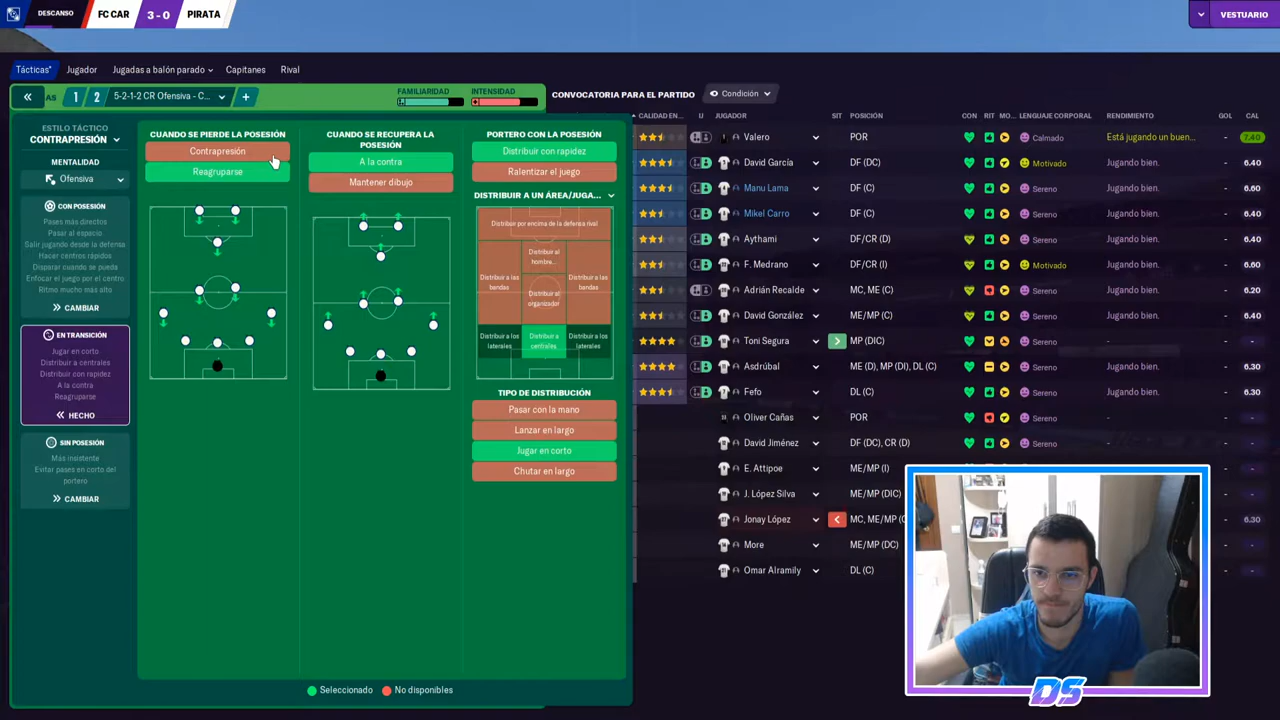 DESCANSO
FC CAR
3 - 0
PIRATA
VESTUARIO
Tácticas*
Jugador
Jugadas a balón parado
Capitanes
Rival
AS
1
2
5-2-1-2 CR Ofensiva - C...
+
FAMILIARIDAD
INTENSIDAD
CONVOCATORIA PARA EL PARTIDO
Condición
ESTILO TÁCTICO
CONTRAPRESIÓN
MENTALIDAD
Ofensiva
CON POSESIÓN
Pases más directos
Pasar al espacio
Salir jugando desde la defensa
Hacer centros rápidos
Disparar cuando se pueda
Enfocar el juego por el centro
Ritmo mucho más alto
CAMBIAR
EN TRANSICIÓN
Jugar en corto
Distribuir a centrales
Distribuir con rapidez
A la contra
Reagruparse
HECHO
SIN POSESIÓN
Más insistente
Evitar pases en corto del
portero
CAMBIAR
CUANDO SE PIERDE LA POSESIÓN
Contrapresión
Reagruparse
CUANDO SE RECUPERA LA
POSESIÓN
A la contra
Mantener dibujo
PORTERO CON LA POSESIÓN
Distribuir con rapidez
Ralentizar el juego
DISTRIBUIR A UN ÁREA/JUGA...
Distribuir por encima de la defensa rival
Distribuir al
hombre...
Distribuir a las
bandas
Distribuir al
organizador
Distribuir a las
bandas
Distribuir a los
laterales
Distribuir a
centrales
Distribuir a los
laterales
TIPO DE DISTRIBUCIÓN
Pasar con la mano
Lanzar en largo
Jugar en corto
Chutar en largo
Seleccionado
No disponibles
CALIDAD EN... JUGADOR SIT POSICIÓN CON RIT MO... LENGUAJE CORPORAL RENDIMIENTO GOL CAL
Valero POR Calmado Está jugando un buen... - 7.40
David García DF (DC) Motivado Jugando bien. - 6.40
Manu Lama DF (C) Sereno Jugando bien. - 6.60
Mikel Carro DF (C) Sereno Jugando bien. - 6.40
Aythami DF/CR (D) Sereno Jugando bien. - 6.40
F. Medrano DF/CR (I) Motivado Jugando bien. - 6.60
Adrián Recalde MC, ME (C) Sereno Jugando bien. - 6.20
David González ME/MP (C) Sereno Jugando bien. - 6.40
Toni Segura MP (DIC) Sereno - - -
Asdrúbal ME (D), MP (DI), DL (C) Sereno Jugando bien. - 6.30
Fefo DL (C) Sereno Jugando bien. - 6.30
Oliver Cañas POR Sereno - - -
David Jiménez DF (DC), CR (D) Sereno - - -
E. Attipoe ME/MP (I) -
J. López Silva ME/MP (DIC) -
Jonay López MC, ME/MP (C 6.30
More ME/MP (DC) -
Omar Alramily DL (C) -
DS